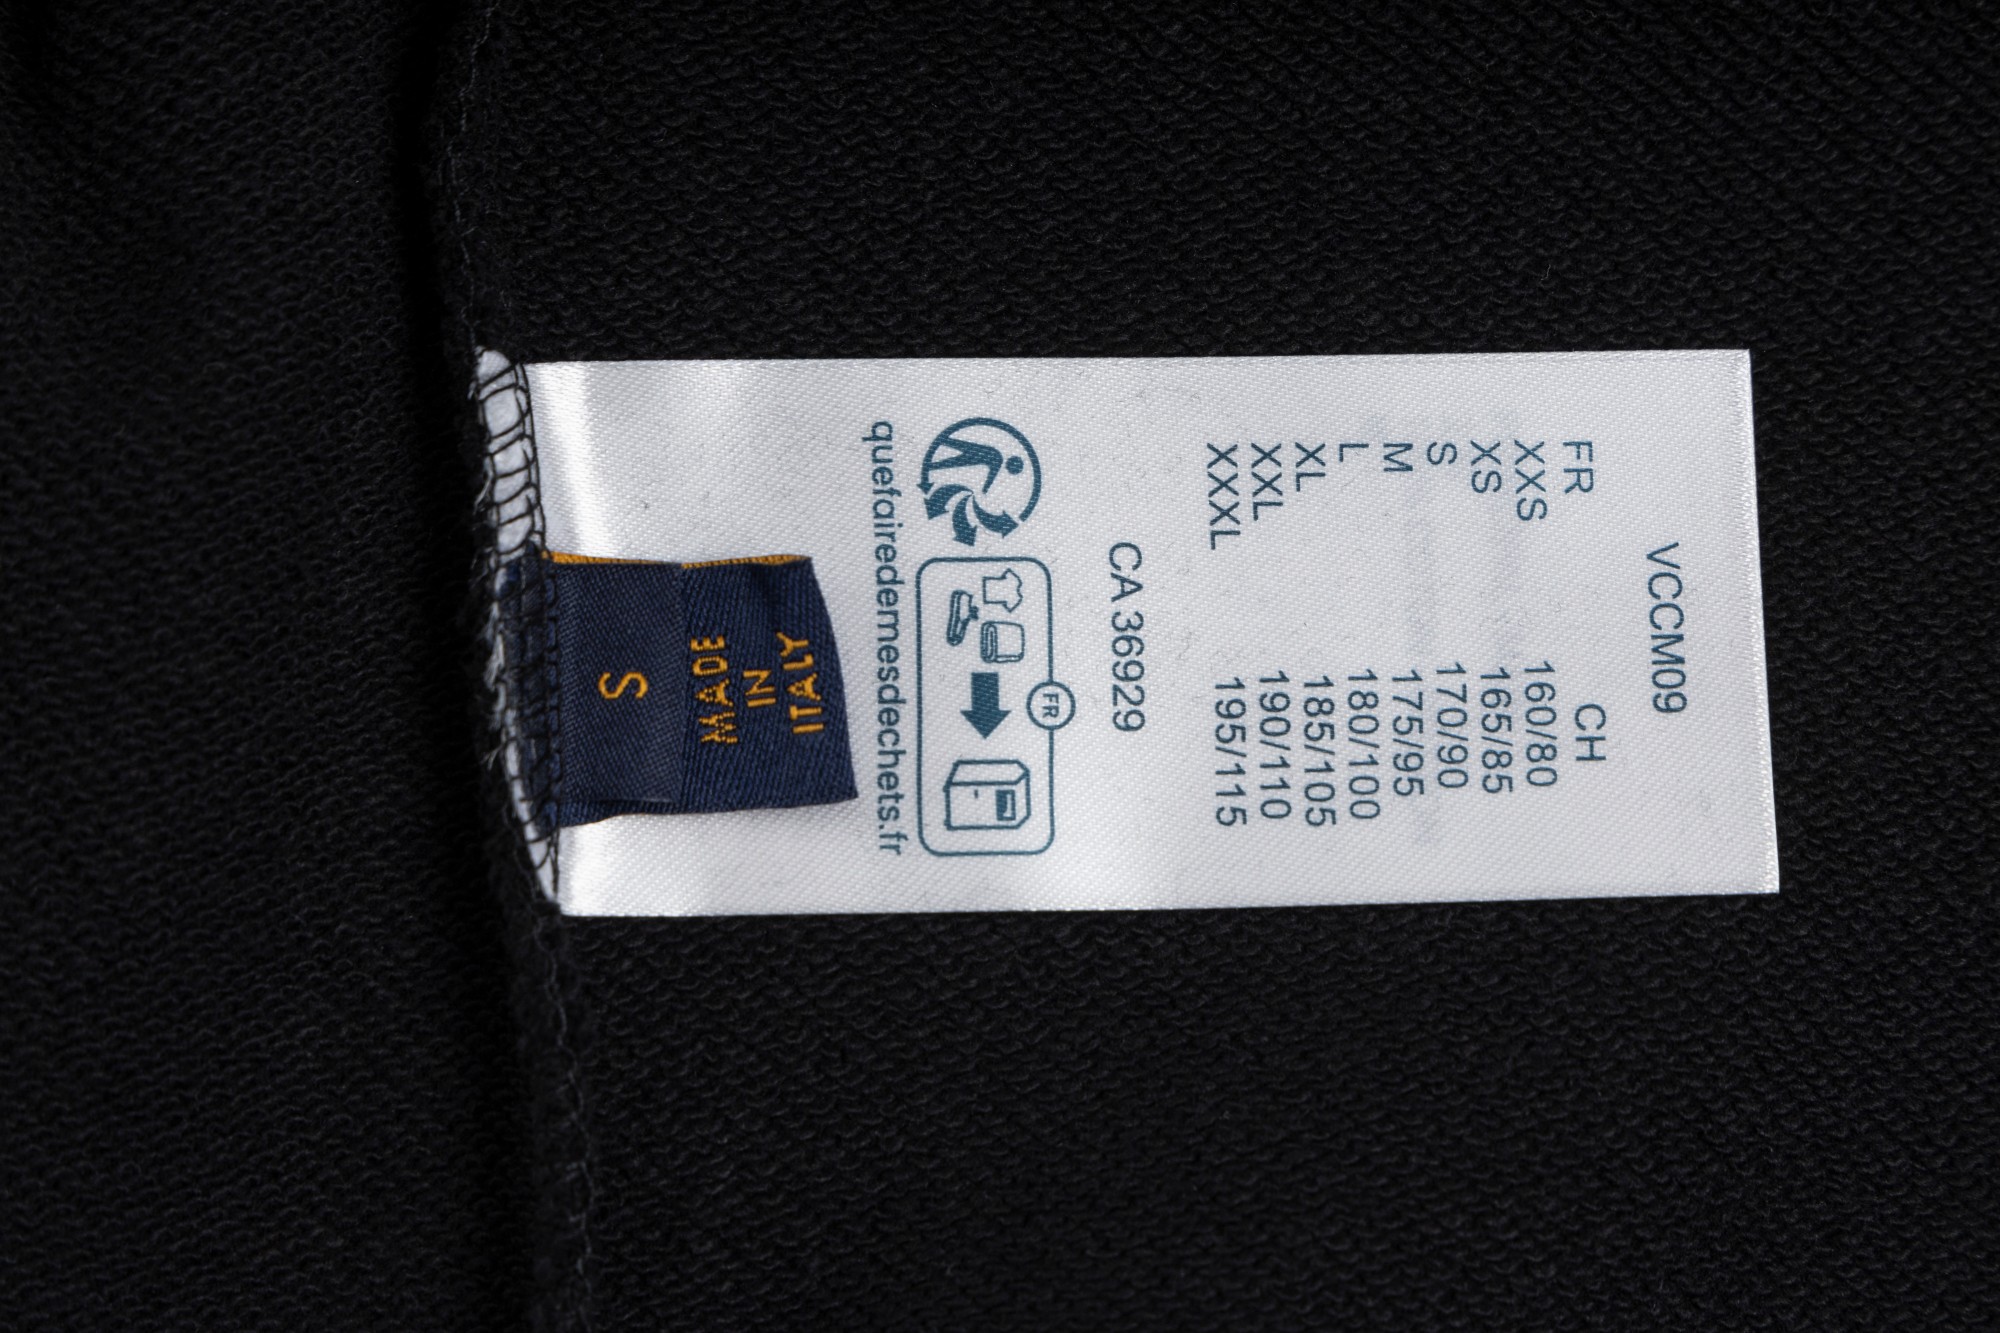 VCCM09
FR CH
XXS 160/80
XS 165/85
S 170/90
M 175/95
L 180/100
XL 185/105
XXL 190/110
XXXL 195/115
CA 36929
FR
quefairedemesdechets.fr
S
MADE
IN
ITALY